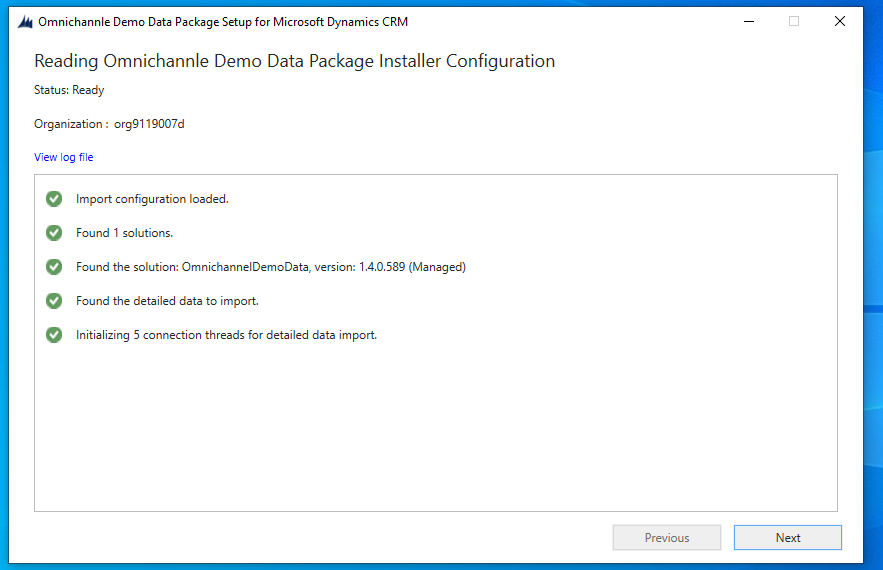 Omnichannle Demo Data Package Setup for Microsoft Dynamics CRM
Reading Omnichannle Demo Data Package Installer Configuration
Status: Ready
Organization : org9119007d
View log file
Import configuration loaded.
Found 1 solutions.
Found the solution: OmnichannelDemoData, version: 1.4.0.589 (Managed)
Found the detailed data to import.
Initializing 5 connection threads for detailed data import.
Previous
Next